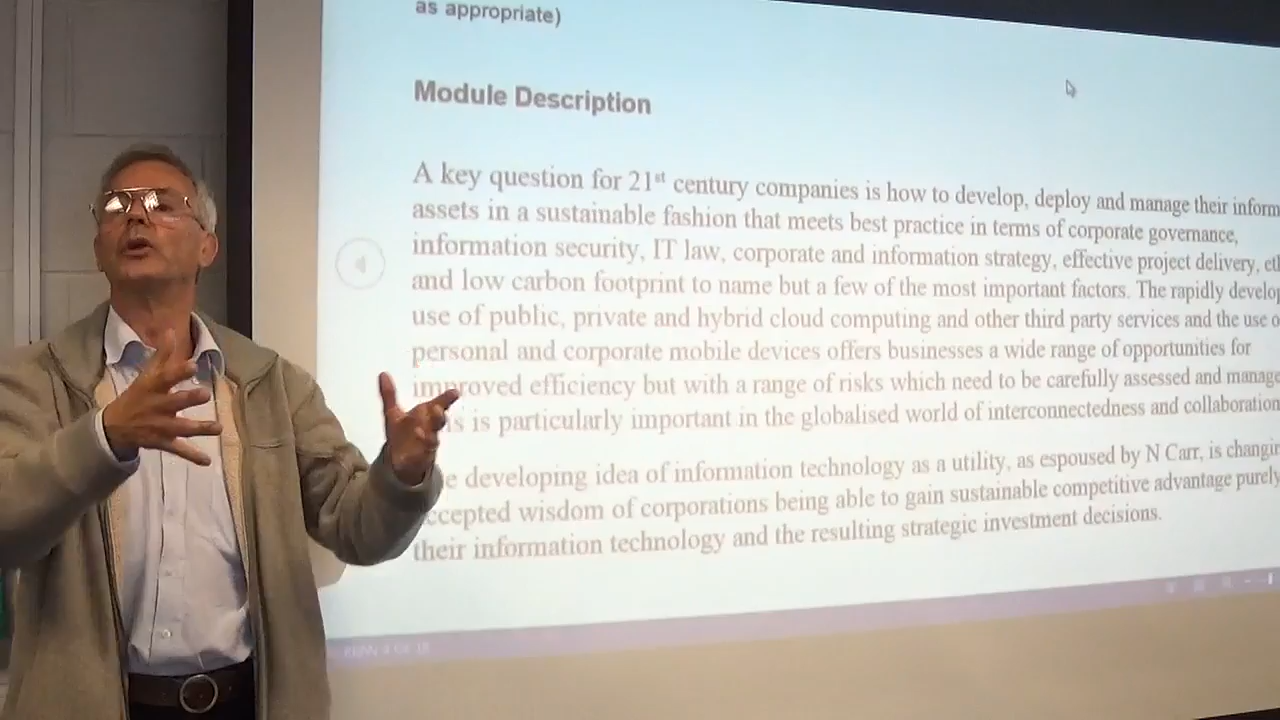 as appropriate)
Module Description
A key question for 21st century companies is how to develop, deploy and manage their inform
assets in a sustainable fashion that meets best practice in terms of corporate governance,
information security, IT law, corporate and information strategy, effective project delivery, eth
and low carbon footprint to name but a few of the most important factors. The rapidly develop
use of public, private and hybrid cloud computing and other third party services and the use o
personal and corporate mobile devices offers businesses a wide range of opportunities for
improved efficiency but with a range of risks which need to be carefully assessed and manage
is is particularly important in the globalised world of interconnectedness and collaboration
e developing idea of information technology as a utility, as espoused by N Carr, is changin
ccepted wisdom of corporations being able to gain sustainable competitive advantage purely
their information technology and the resulting strategic investment decisions.